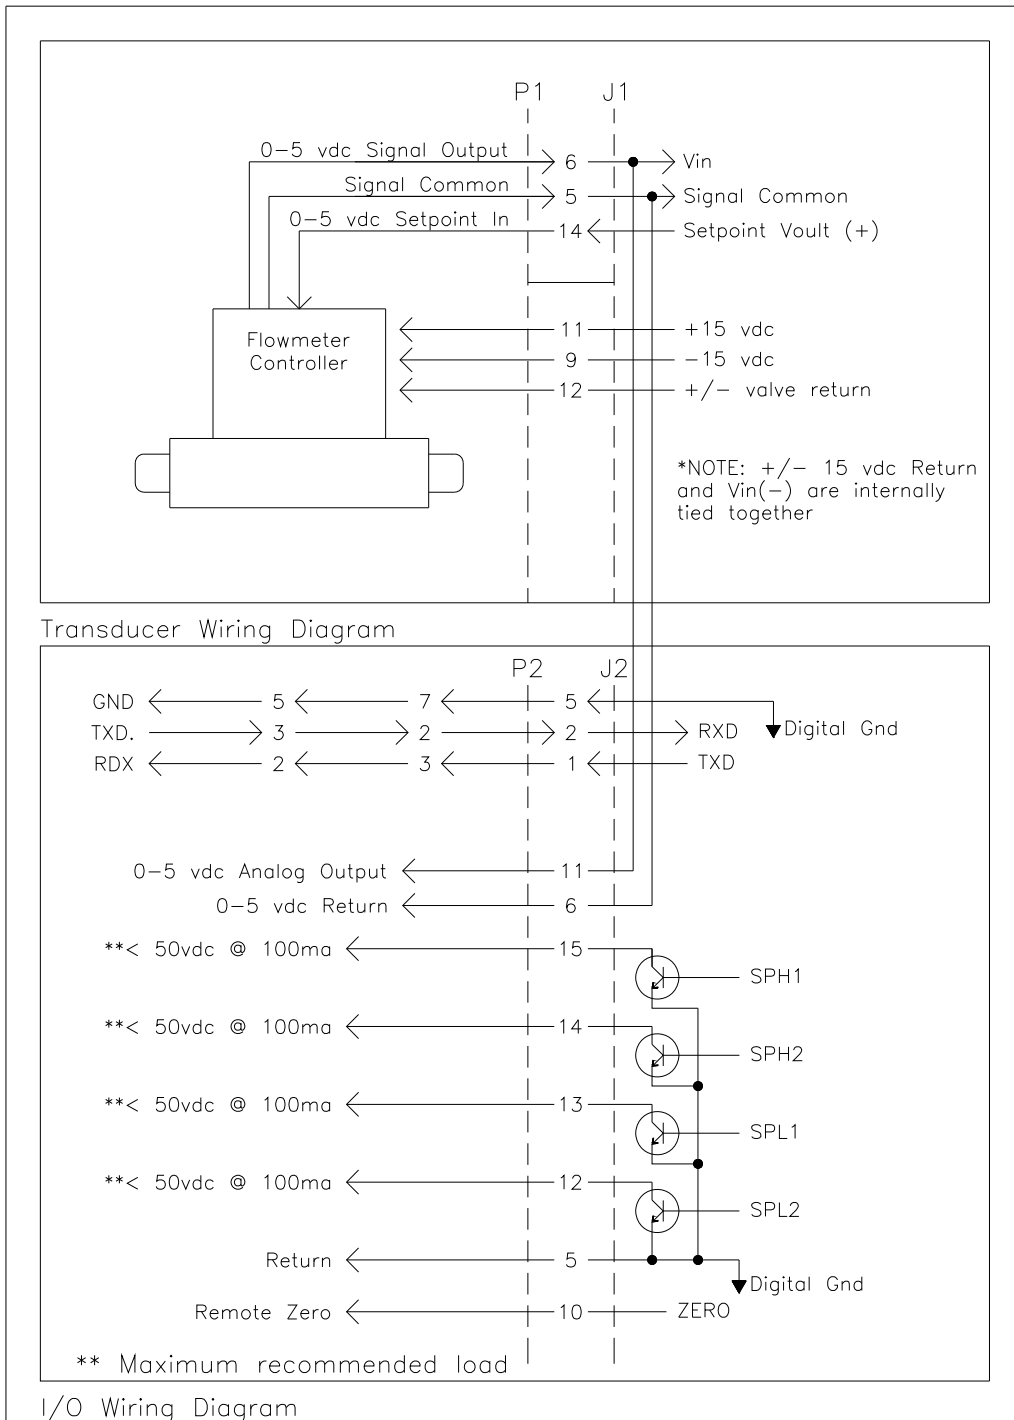 P1 J1
0-5 vdc Signal Output 6 Vin
Signal Common 5 Signal Common
0-5 vdc Setpoint In 14 Setpoint Voult (+)
11 +15 vdc
Flowmeter
Controller
9 -15 vdc
12 +/- valve return
*NOTE: +/- 15 vdc Return
and Vin(-) are internally
tied together
Transducer Wiring Diagram
P2 J2
GND 5 7 5 Digital Gnd
TXD. 3 2 2 RXD
RDX 2 3 1 TXD
0-5 vdc Analog Output 11
0-5 vdc Return 6
**< 50vdc @ 100ma 15 SPH1
**< 50vdc @ 100ma 14 SPH2
**< 50vdc @ 100ma 13 SPL1
**< 50vdc @ 100ma 12 SPL2
Return 5 Digital Gnd
Remote Zero 10 ZERO
** Maximum recommended load
I/O Wiring Diagram